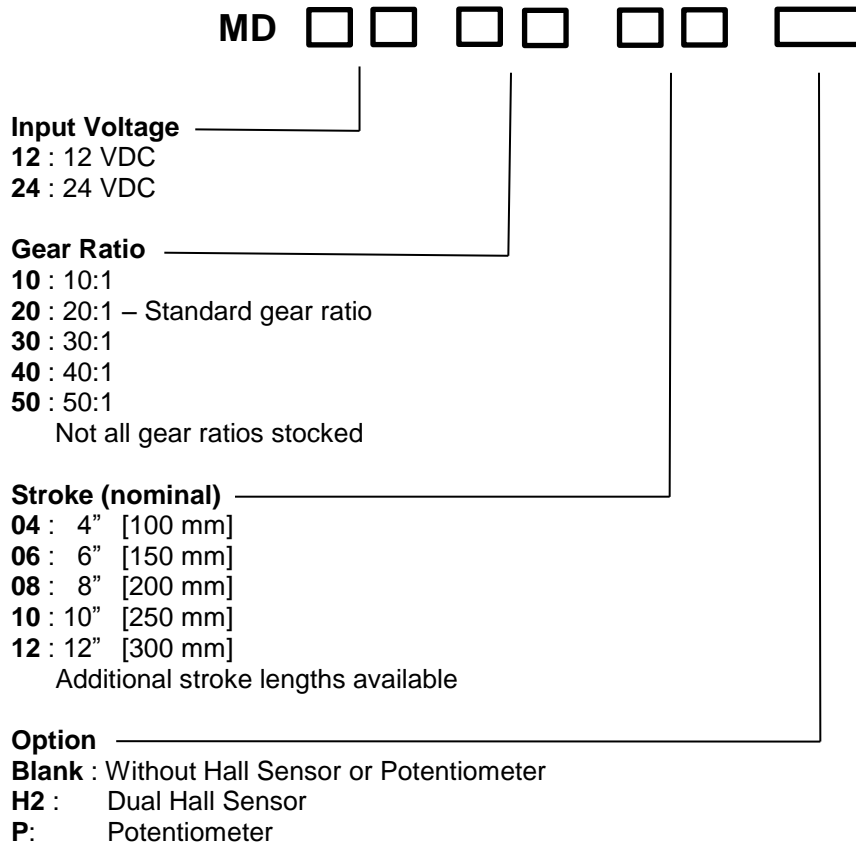 MD
Input Voltage
12 : 12 VDC
24 : 24 VDC
Gear Ratio
10 : 10:1
20 : 20:1 – Standard gear ratio
30 : 30:1
40 : 40:1
50 : 50:1
Not all gear ratios stocked
Stroke (nominal)
04 : 4” [100 mm]
06 : 6” [150 mm]
08 : 8” [200 mm]
10 : 10” [250 mm]
12 : 12” [300 mm]
Additional stroke lengths available
Option
Blank : Without Hall Sensor or Potentiometer
H2 : Dual Hall Sensor
P: Potentiometer